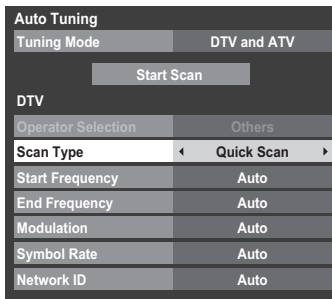 Auto Tuning
Tuning Mode DTV and ATV
Start Scan
DTV
Operator Selection Others
Scan Type Quick Scan
Start Frequency Auto
End Frequency Auto
Modulation Auto
Symbol Rate Auto
Network ID Auto